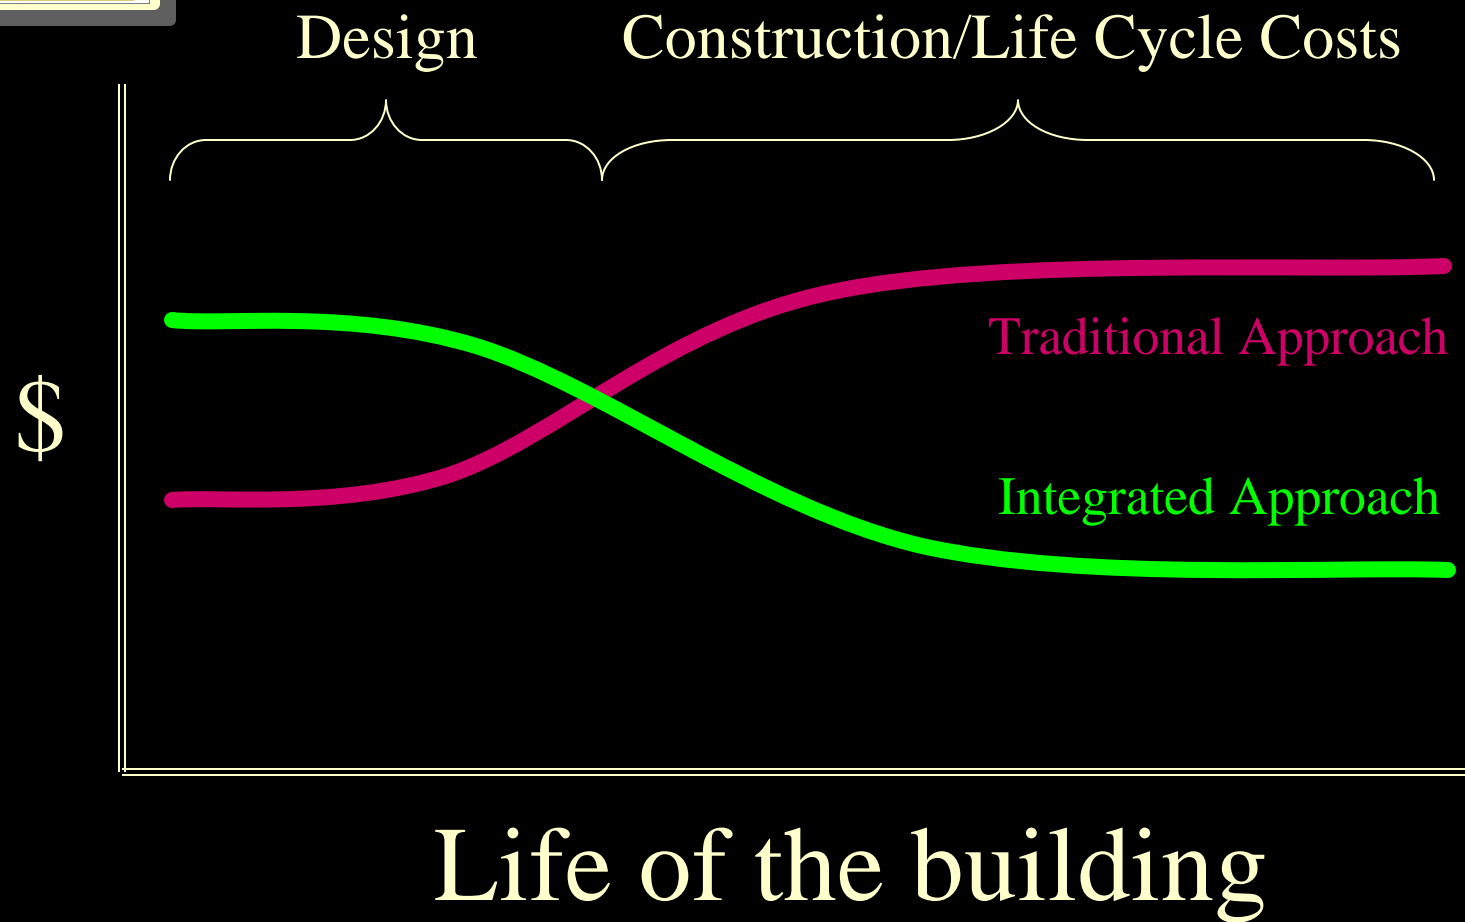 Design
Construction/Life Cycle Costs
$
Traditional Approach
Integrated Approach
Life of the building